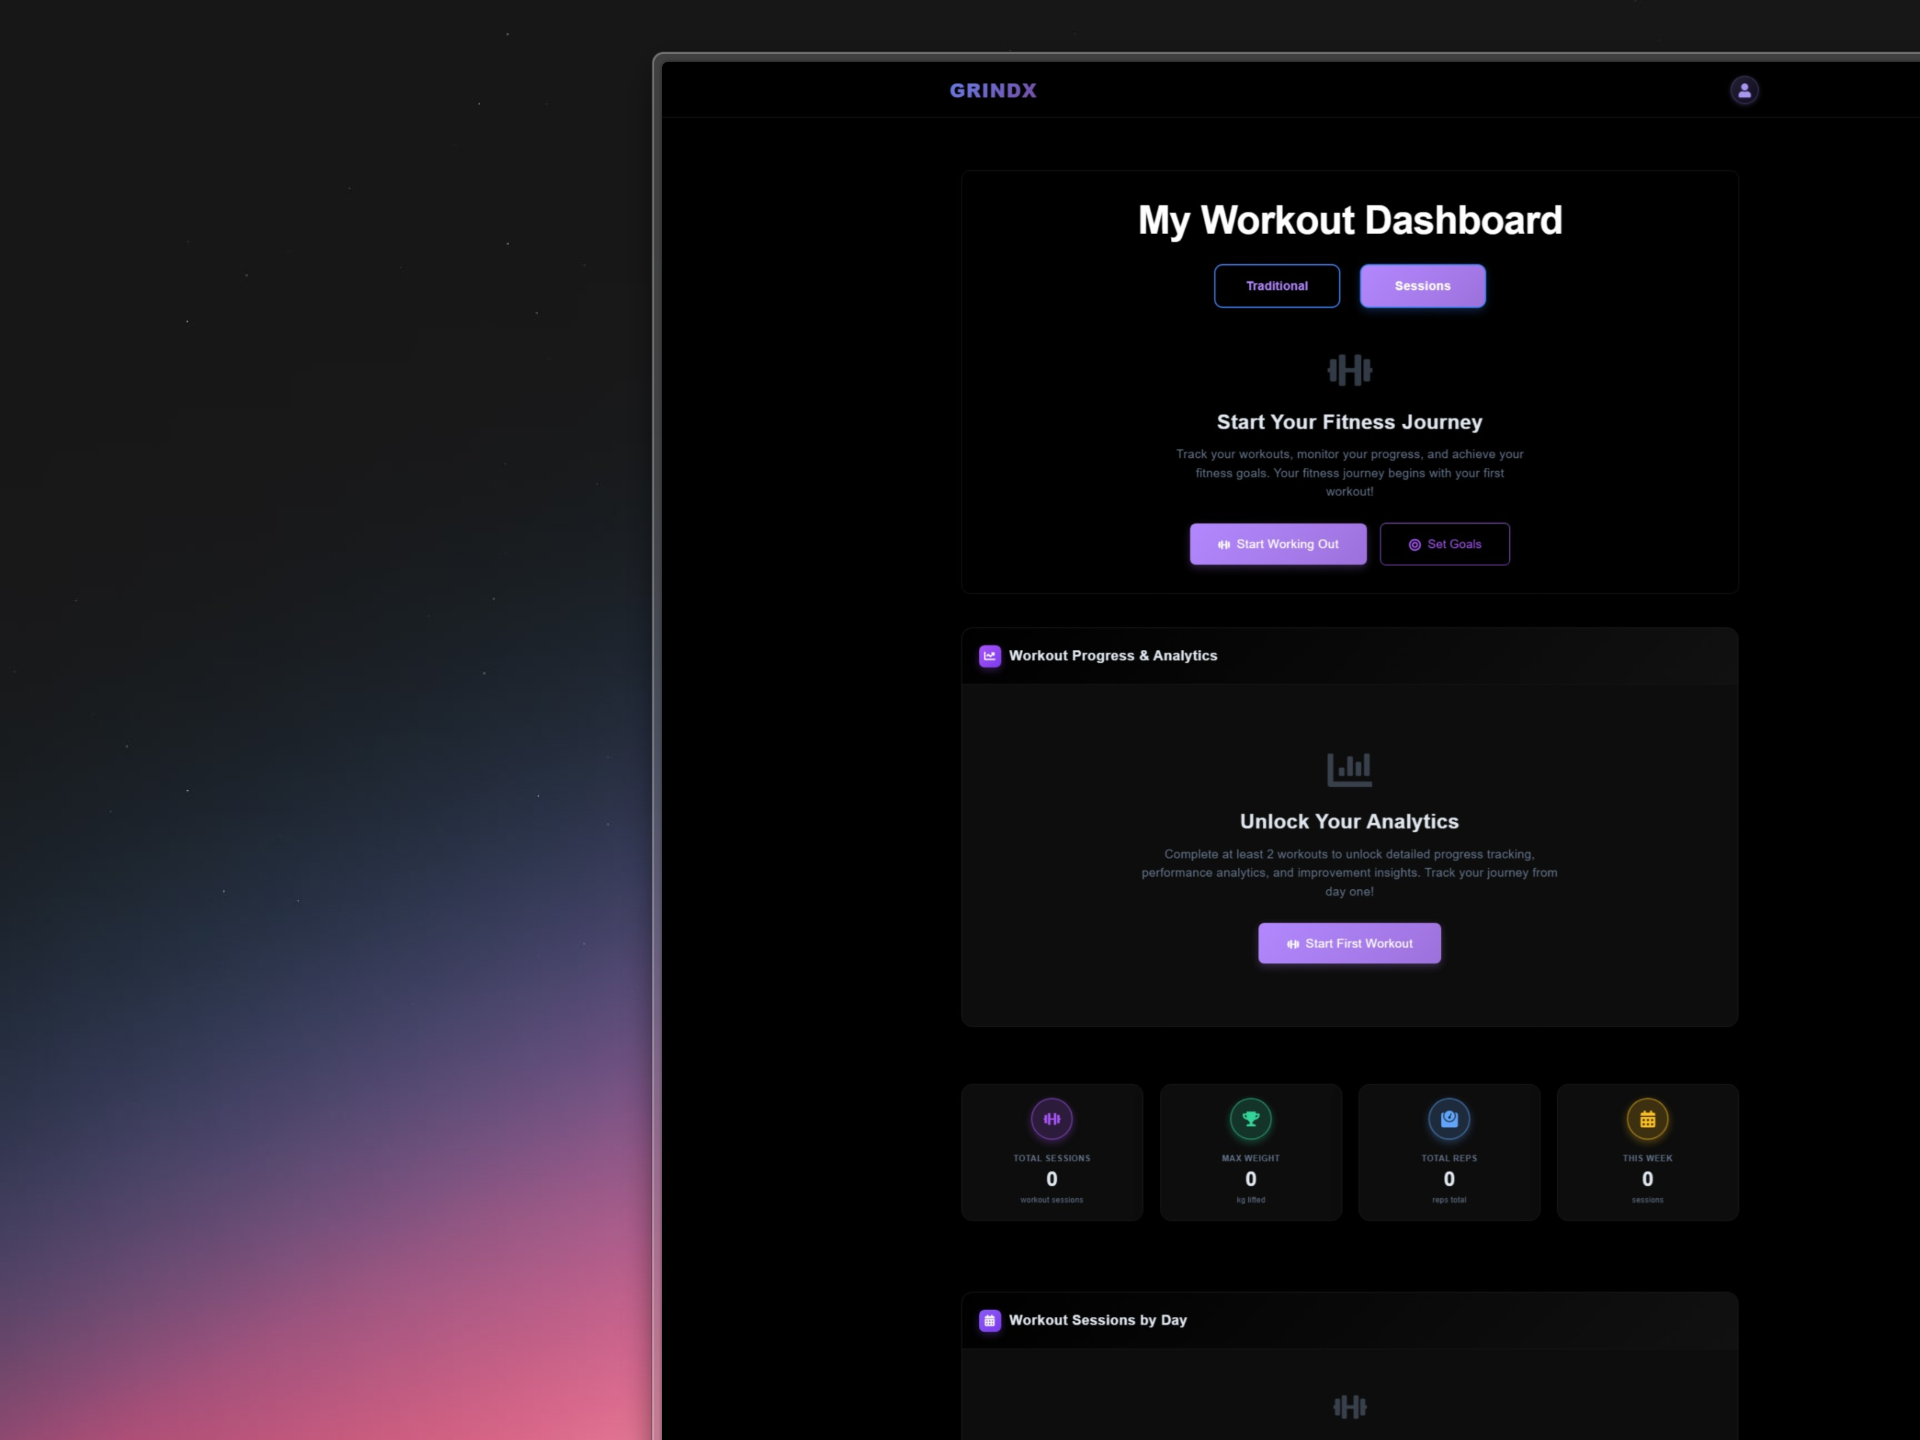 GRINDX
My Workout Dashboard
Traditional
Sessions
Start Your Fitness Journey
Track your workouts, monitor your progress, and achieve your
fitness goals. Your fitness journey begins with your first
workout!
Start Working Out
Set Goals
Workout Progress & Analytics
Unlock Your Analytics
Complete at least 2 workouts to unlock detailed progress tracking,
performance analytics, and improvement insights. Track your journey from
day one!
Start First Workout
TOTAL SESSIONS
0
workout sessions
MAX WEIGHT
0
kg lifted
TOTAL REPS
0
reps total
THIS WEEK
0
sessions
Workout Sessions by Day